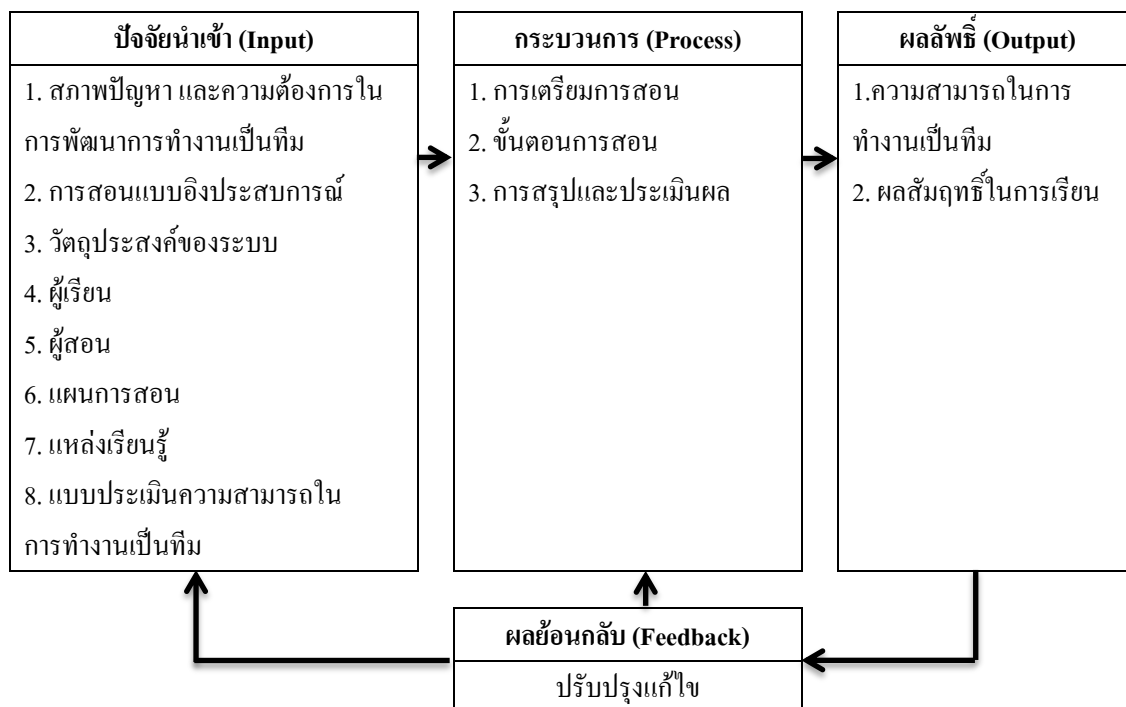 ปัจจัยนำเข้า (Input)
1. สภาพปัญหา และความต้องการใน
การพัฒนาการทำงานเป็นทีม
2. การสอนแบบอิงประสบการณ์
3. วัตถุประสงค์ของระบบ
4. ผู้เรียน
5. ผู้สอน
6. แผนการสอน
7. แหล่งเรียนรู้
8. แบบประเมินความสามารถใน
การทำงานเป็นทีม
กระบวนการ (Process)
1. การเตรียมการสอน
2. ขั้นตอนการสอน
3. การสรุปและประเมินผล
ผลลัพธิ์ (Output)
1.ความสามารถในการ
ทำงานเป็นทีม
2. ผลสัมฤทธิ์ในการเรียน
ผลย้อนกลับ (Feedback)
ปรับปรุงแก้ไข